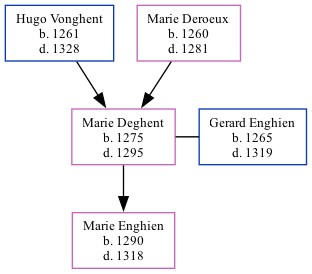 Hugo Vonghent
b. 1261
d. 1328
Marie Deroeux
b. 1260
d. 1281
Marie Deghent
b. 1275
d. 1295
Gerard Enghien
b. 1265
d. 1319
Marie Enghien
b. 1290
d. 1318